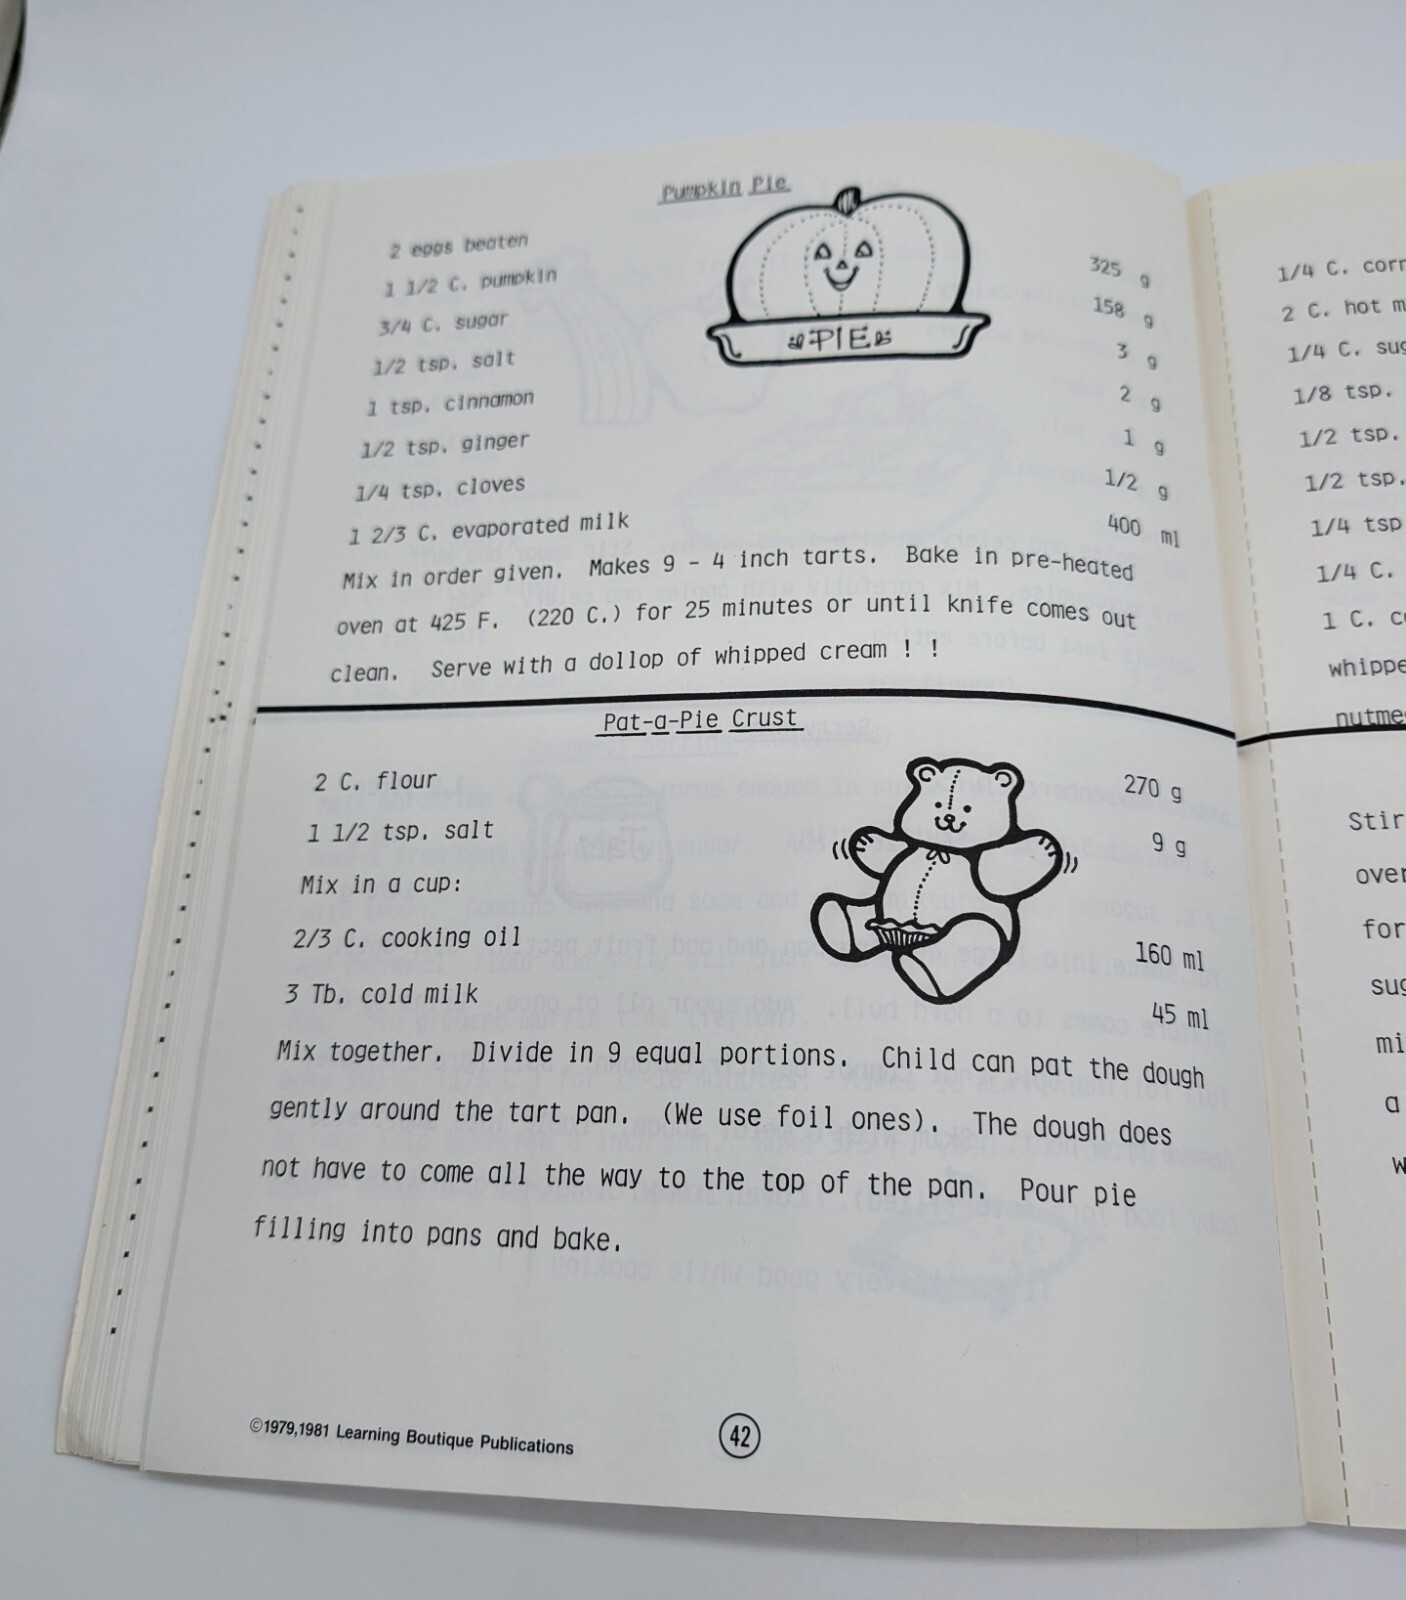 Pumpkin Pie
2 eggs beaten
1 1/2 C. pumpkin 325 g
3/4 C. sugar 158 g
1/2 tsp. salt 3 g
1 tsp. cinnamon 2 g
1/2 tsp. ginger 1 g
1/4 tsp. cloves 1/2 g
1 2/3 C. evaporated milk 400 ml
PIE
Mix in order given. Makes 9 - 4 inch tarts. Bake in pre-heated
oven at 425 F. (220 C.) for 25 minutes or until knife comes out
clean. Serve with a dollop of whipped cream ! !
Pat-a-Pie Crust
2 C. flour 270 g
1 1/2 tsp. salt 9 g
Mix in a cup:
2/3 C. cooking oil 160 ml
3 Tb. cold milk 45 ml
Mix together. Divide in 9 equal portions. Child can pat the dough
gently around the tart pan. (We use foil ones). The dough does
not have to come all the way to the top of the pan. Pour pie
filling into pans and bake.
©1979,1981 Learning Boutique Publications
42
1/4 C. corn
2 C. hot m
1/4 C. sug
1/8 tsp.
1/2 tsp.
1/2 tsp.
1/4 tsp
1/4 C.
1 C. co
whippe
nutme
Stir
over
for
sug
mi
a
w